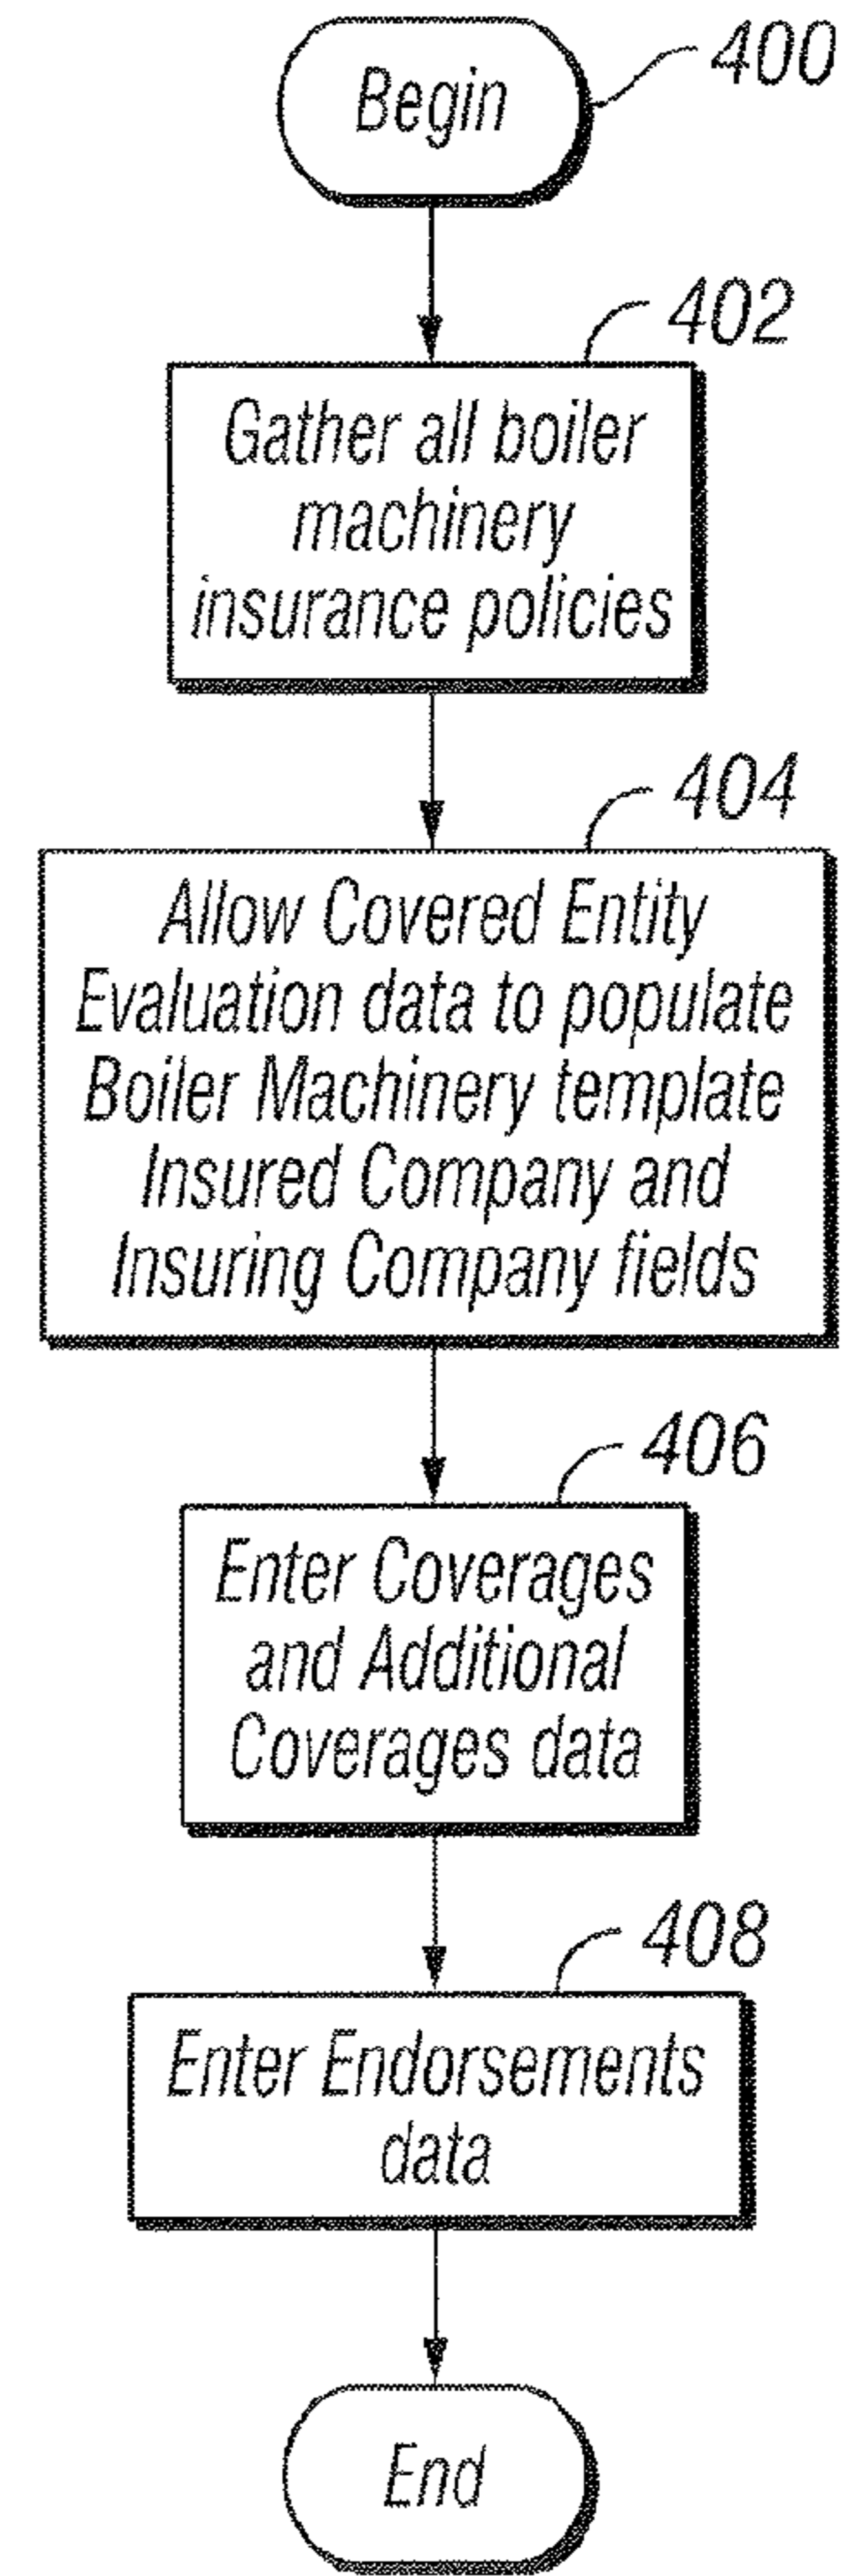 400
Begin
402
Gather all boiler
machinery
insurance policies
404
Allow Covered Entity
Evaluation data to populate
Boiler Machinery template
Insured Company and
Insuring Company fields
406
Enter Coverages
and Additional
Coverages data
408
Enter Endorsements
data
End